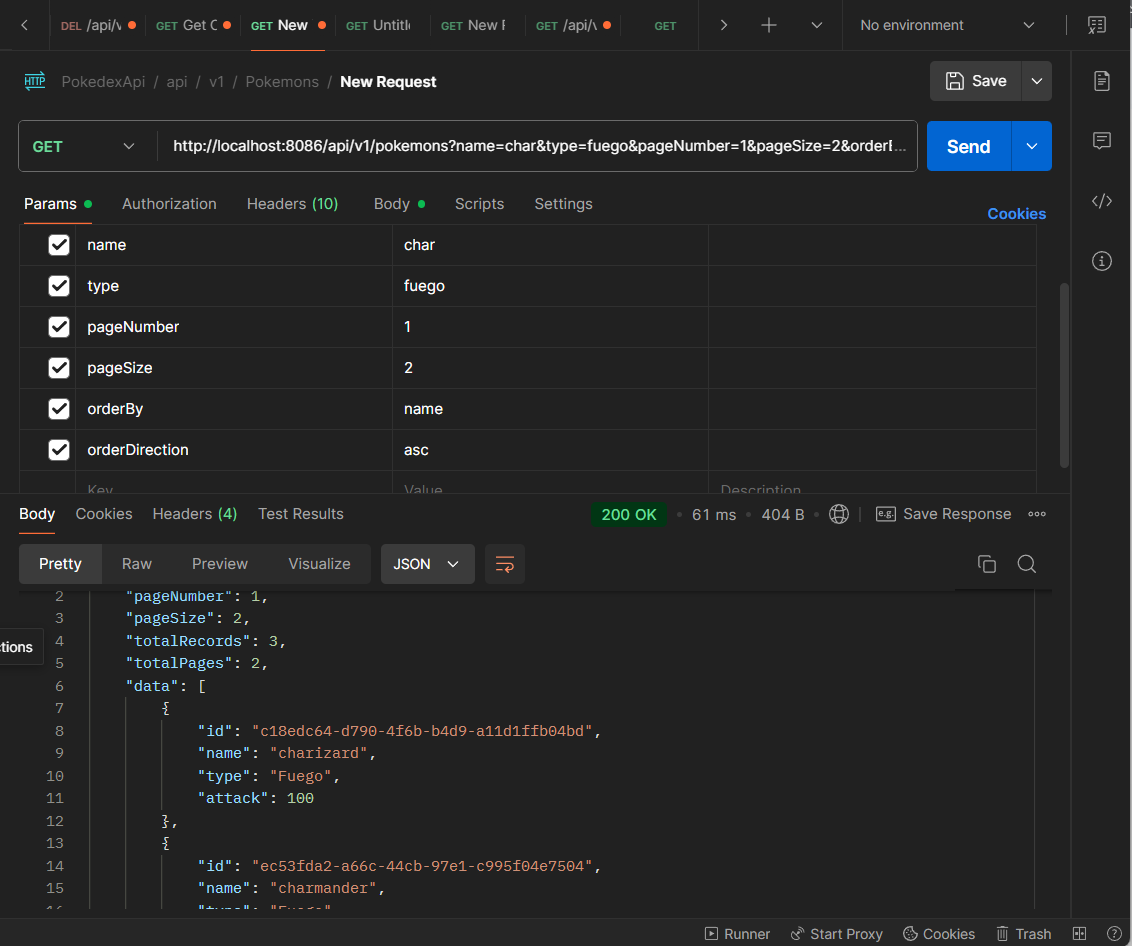 DEL /api/v GET Get C GET New GET Untitle GET New F GET /api/v GET No environment
HTTP PokedexApi / api / v1 / Pokemons / New Request Save
GET http://localhost:8086/api/v1/pokemons?name=char&type=fuego&pageNumber=1&pageSize=2&orderE... Send
Params Authorization Headers (10) Body Scripts Settings
Cookies
name char
type fuego
pageNumber 1
pageSize 2
orderBy name
orderDirection asc
Key Value Description
Body Cookies Headers (4) Test Results 200 OK 61 ms 404 B e.g. Save Response
Pretty Raw Preview Visualize JSON
2 "pageNumber": 1,
3 "pageSize": 2,
tions
4 "totalRecords": 3,
5 "totalPages": 2,
6 "data": [
7 {
8 "id": "c18edc64-d790-4f6b-b4d9-a11d1ffb04bd",
9 "name": "charizard",
10 "type": "Fuego",
11 "attack": 100
12 },
13 {
14 "id": "ec53fda2-a66c-44cb-97e1-c995f04e7504",
15 "name": "charmander",
16 "type": "Fuego"
Runner Start Proxy Cookies Trash